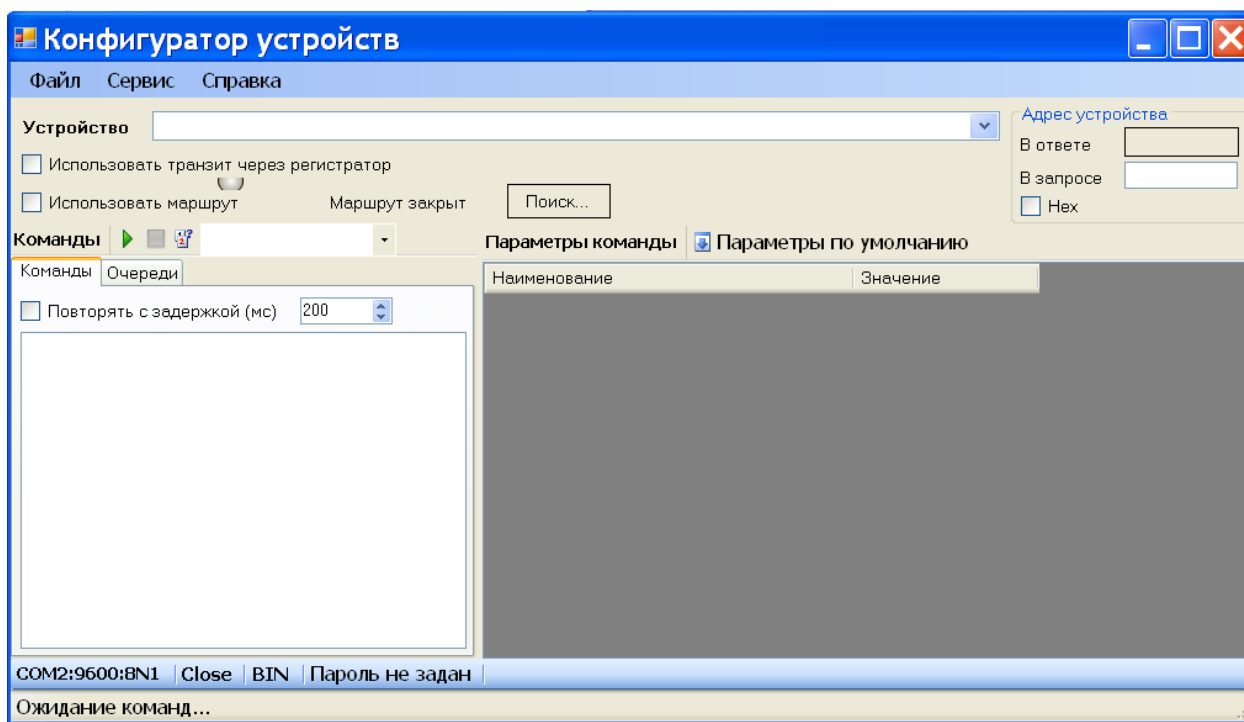 Конфигуратор устройств
Файл Сервис Справка
Устройство
Адрес устройства
В ответе
Использовать транзит через регистратор
В запросе
Использовать маршрут Маршрут закрыт Поиск...
Hex
Команды Параметры команды Параметры по умолчанию
Команды Очереди
Наименование Значение
Повторять с задержкой (мс) 200
COM2:9600:8N1 Close BIN Пароль не задан
Ожидание команд...